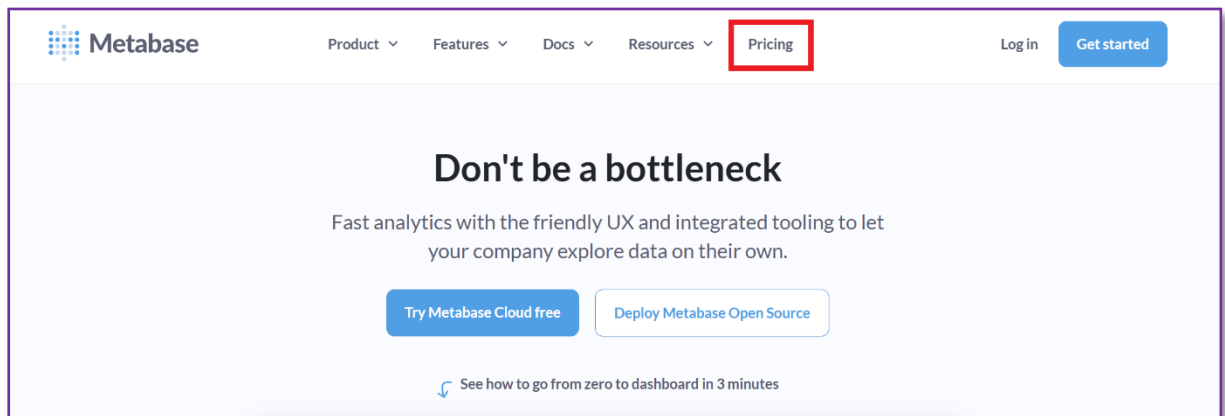 Metabase Product Features Docs Resources Pricing Log in Get started
Don't be a bottleneck
Fast analytics with the friendly UX and integrated tooling to let
your company explore data on their own.
Try Metabase Cloud free Deploy Metabase Open Source
See how to go from zero to dashboard in 3 minutes